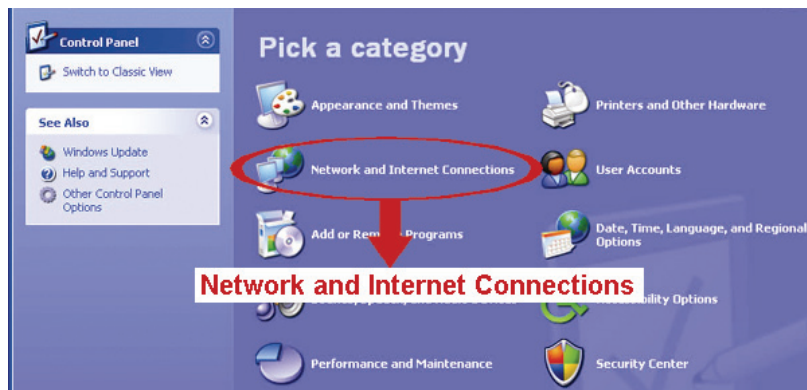 Control Panel
Switch to Classic View
See Also
Windows Update
Help and Support
Other Control Panel
Options
Pick a category
Appearance and Themes
Printers and Other Hardware
Network and Internet Connections
User Accounts
Add or Remove Programs
Date, Time, Language, and Regional
Options
Network and Internet Connections
Options
Performance and Maintenance
Security Center